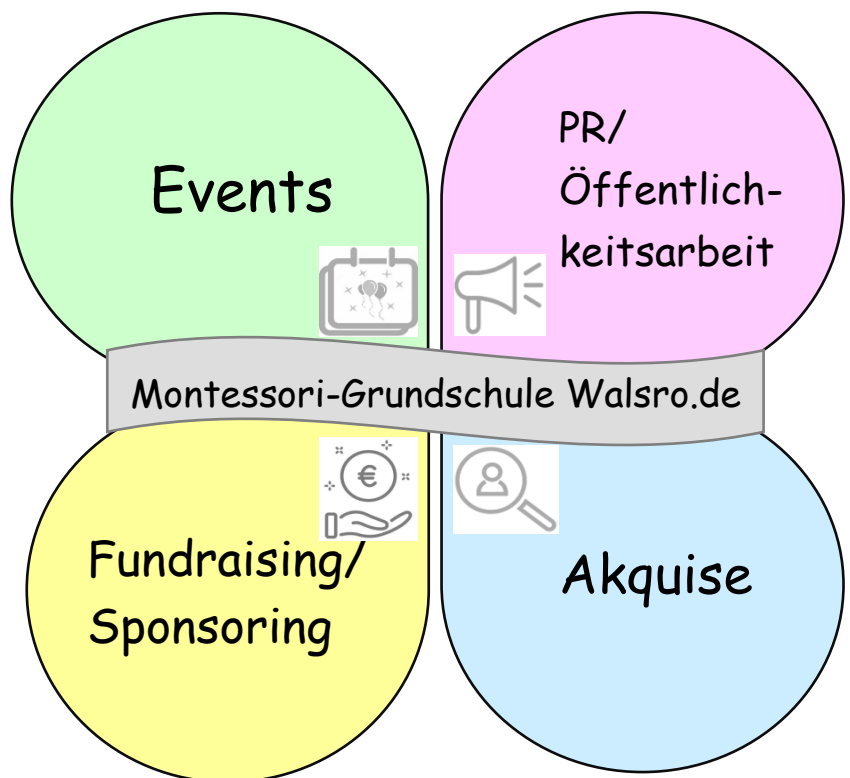 Events
PR/
Öffentlich-
keitsarbeit
Montessori-Grundschule Walsro.de
€
Fundraising/
Sponsoring
Akquise